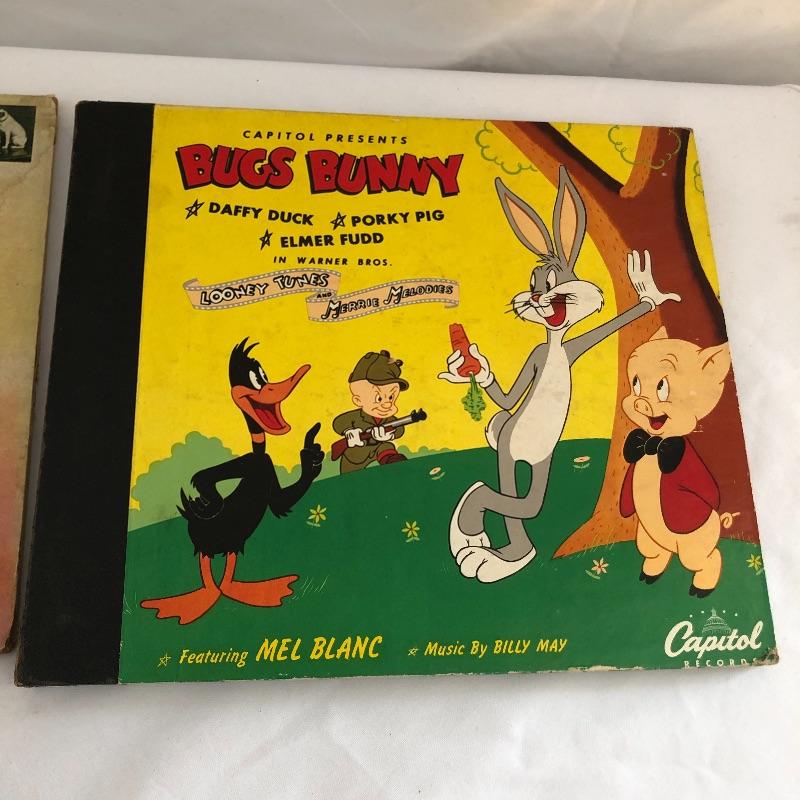 CAPITOL PRESENTS
BUGS BUNNY
DAFFY DUCK PORKY PIG
ELMER FUDD
IN WARNER BROS.
LOONEY TUNES
AND
MERRIE MELODIES
Featuring MEL BLANC Music By BILLY MAY
Capitol
RECORDS